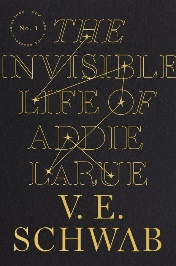 No. 1
THE
INVISIBLE
LIFE OF
ADDIE
LARUE
V. E.
SCHWAB